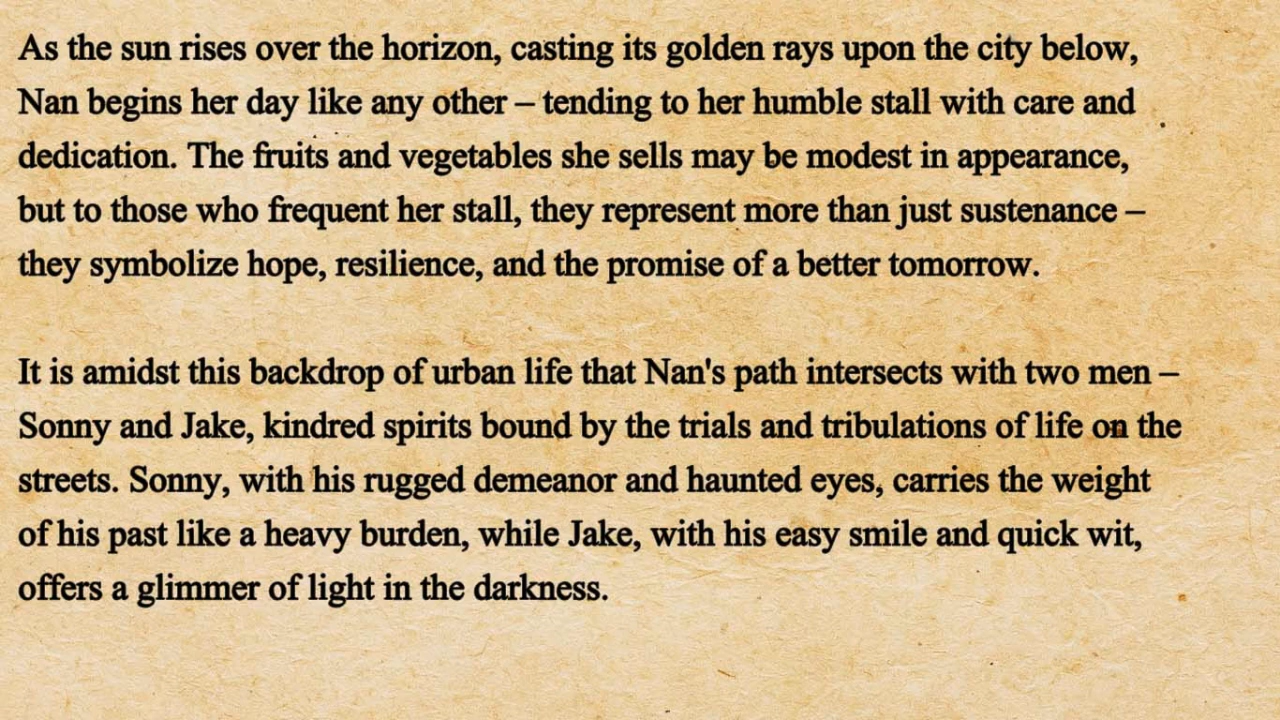 As the sun rises over the horizon, casting its golden rays upon the city below,
Nan begins her day like any other – tending to her humble stall with care and
dedication. The fruits and vegetables she sells may be modest in appearance,
but to those who frequent her stall, they represent more than just sustenance –
they symbolize hope, resilience, and the promise of a better tomorrow.
It is amidst this backdrop of urban life that Nan's path intersects with two men –
Sonny and Jake, kindred spirits bound by the trials and tribulations of life on the
streets. Sonny, with his rugged demeanor and haunted eyes, carries the weight
of his past like a heavy burden, while Jake, with his easy smile and quick wit,
offers a glimmer of light in the darkness.